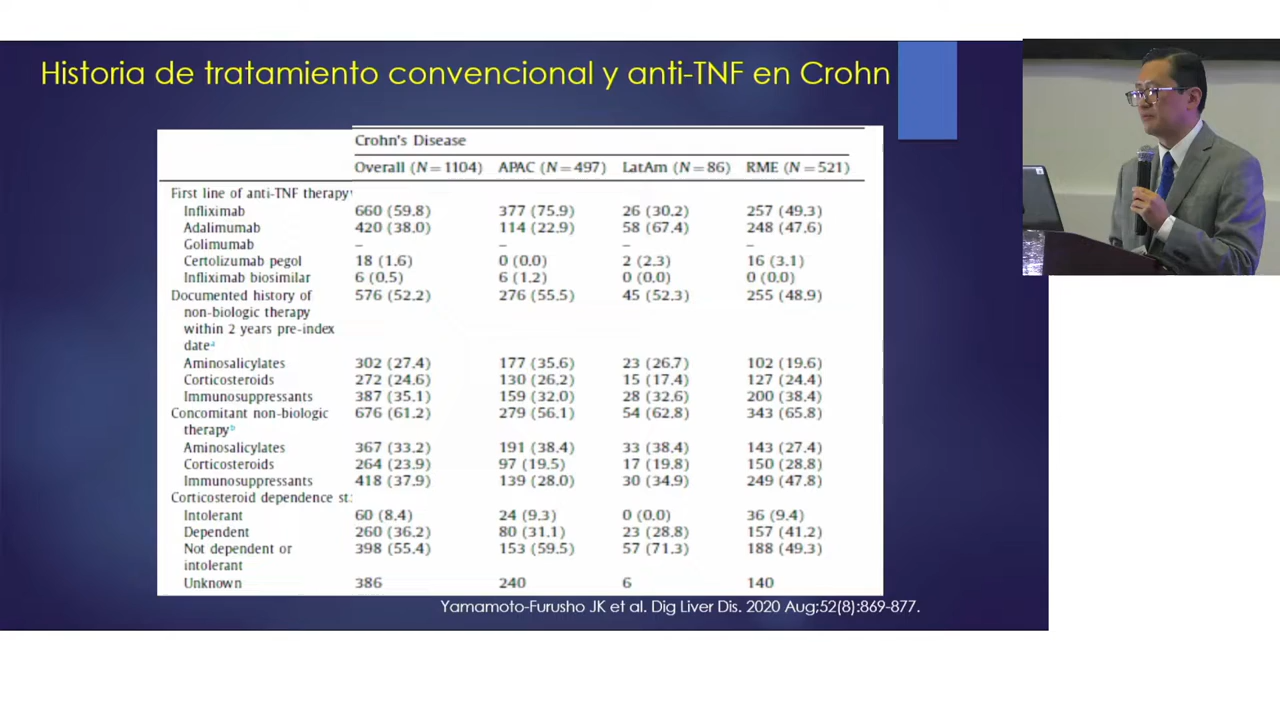 Historia de tratamiento convencional y anti-TNF en Crohn
Crohn's Disease
Overall (N=1104) APAC (N=497) LatAm (N=86) RME (N=521)
First line of anti-TNF therapy
Infliximab 660 (59.8) 377 (75.9) 26 (30.2) 257 (49.3)
Adalimumab 420 (38.0) 114 (22.9) 58 (67.4) 248 (47.6)
Golimumab – – – –
Certolizumab pegol 18 (1.6) 0 (0.0) 2 (2.3) 16 (3.1)
Infliximab biosimilar 6 (0.5) 6 (1.2) 0 (0.0) 0 (0.0)
Documented history of 576 (52.2) 276 (55.5) 45 (52.3) 255 (48.9)
non-biologic therapy
within 2 years pre-index
date a
Aminosalicylates 302 (27.4) 177 (35.6) 23 (26.7) 102 (19.6)
Corticosteroids 272 (24.6) 130 (26.2) 15 (17.4) 127 (24.4)
Immunosuppressants 387 (35.1) 159 (32.0) 28 (32.6) 200 (38.4)
Concomitant non-biologic 676 (61.2) 279 (56.1) 54 (62.8) 343 (65.8)
therapy b
Aminosalicylates 367 (33.2) 191 (38.4) 33 (38.4) 143 (27.4)
Corticosteroids 264 (23.9) 97 (19.5) 17 (19.8) 150 (28.8)
Immunosuppressants 418 (37.9) 139 (28.0) 30 (34.9) 249 (47.8)
Corticosteroid dependence st
Intolerant 60 (8.4) 24 (9.3) 0 (0.0) 36 (9.4)
Dependent 260 (36.2) 80 (31.1) 23 (28.8) 157 (41.2)
Not dependent or 398 (55.4) 153 (59.5) 57 (71.3) 188 (49.3)
intolerant
Unknown 386 240 6 140
Yamamoto-Furusho JK et al. Dig Liver Dis. 2020 Aug;52(8):869-877.